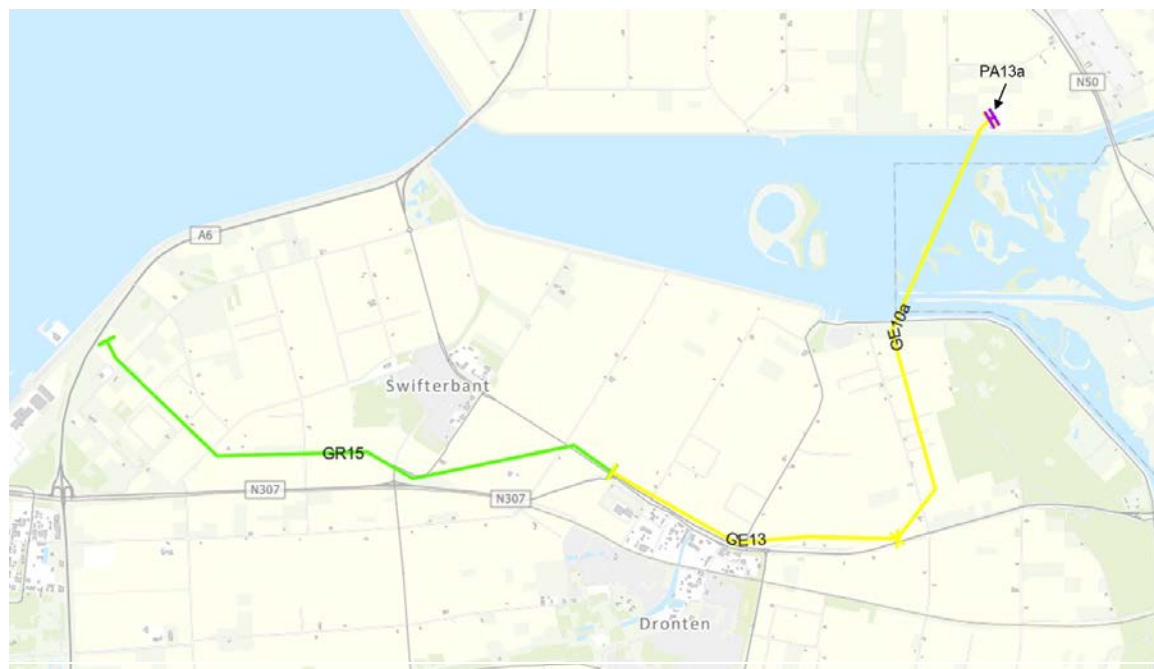 PA13a
N50
A6
GE10a
Swifterbant
GR15
N307
N307
GE13
Dronten